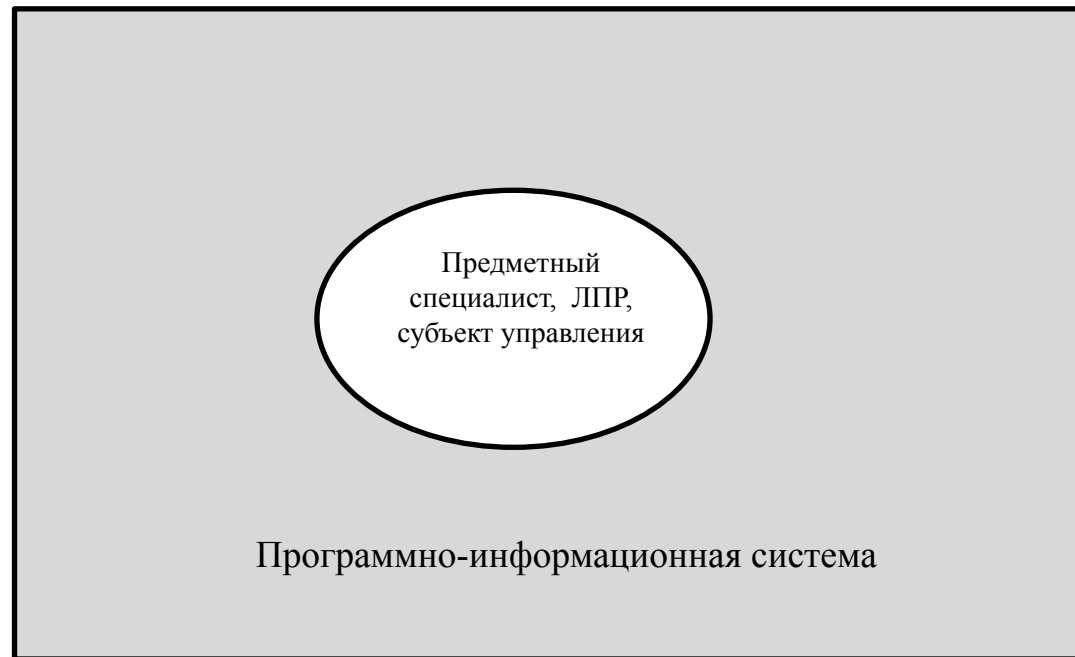 Предметный
специалист, ЛПР,
субъект управления
Программно-информационная система